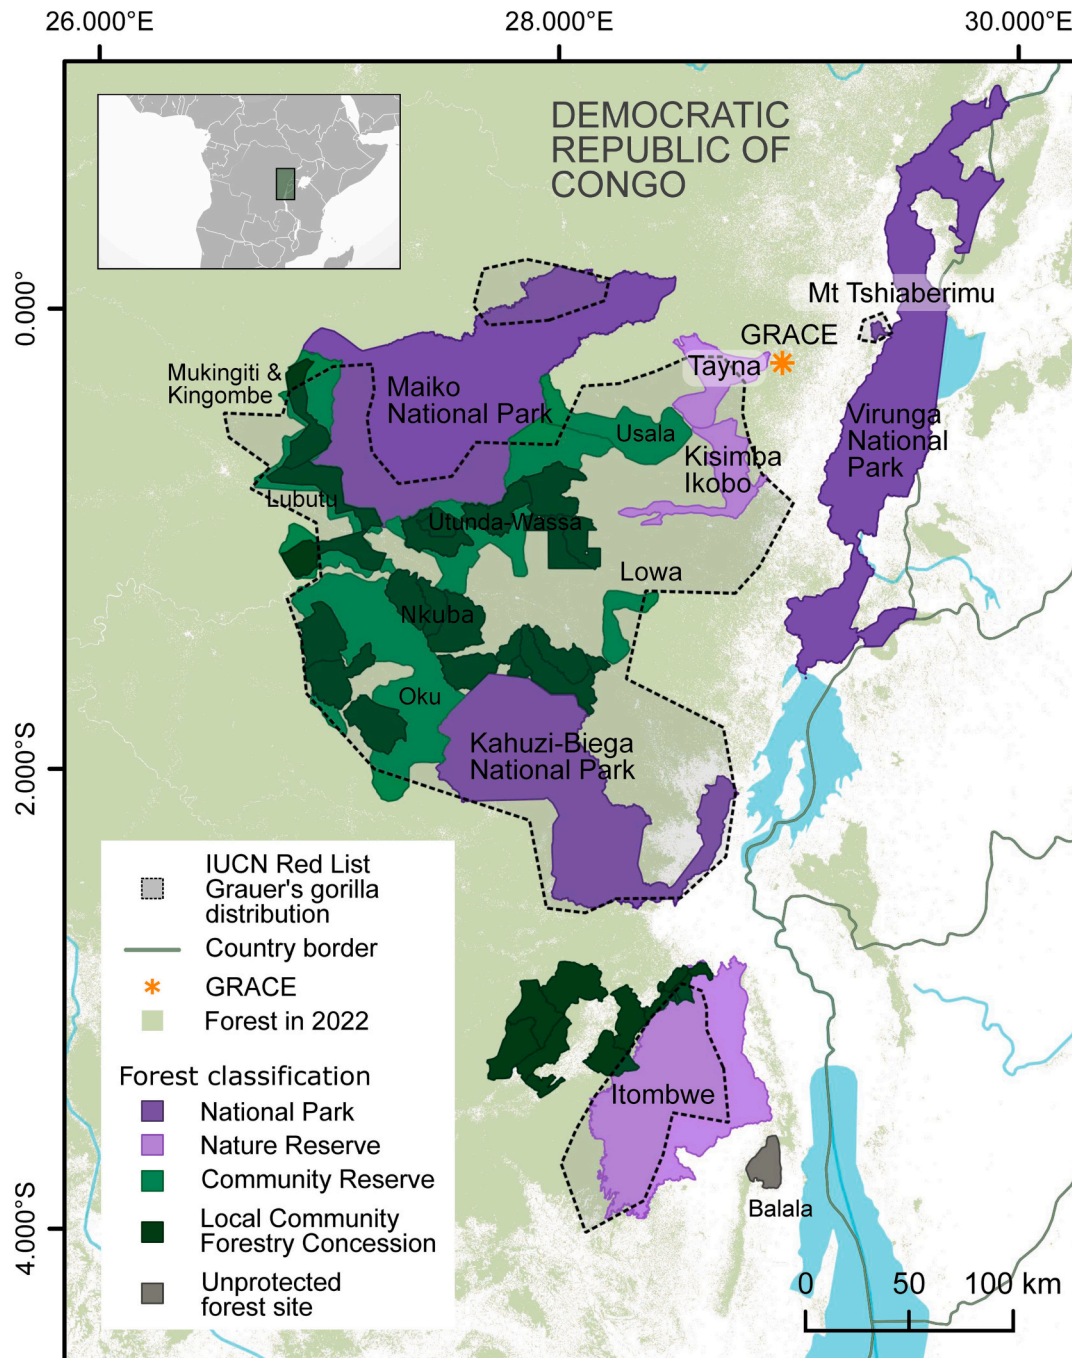 26.000°E
28.000°E
30.000°E
DEMOCRATIC
REPUBLIC OF
CONGO
0.000°
2.000°S
4.000°S
Mt Tshiaberimu
GRACE
Tayna
Mukingiti &
Kingombe
Maiko
National Park
Virunga
National
Park
Usala
Kisimba
Ikobo
Lubutu
Utunda-Wassa
Lowa
Nkuba
Oku
Kahuzi-Biega
National Park
Itombwe
Balala
IUCN Red List
Grauer's gorilla
distribution
Country border
GRACE
Forest in 2022
Forest classification
National Park
Nature Reserve
Community Reserve
Local Community
Forestry Concession
Unprotected
forest site
0 50 100 km